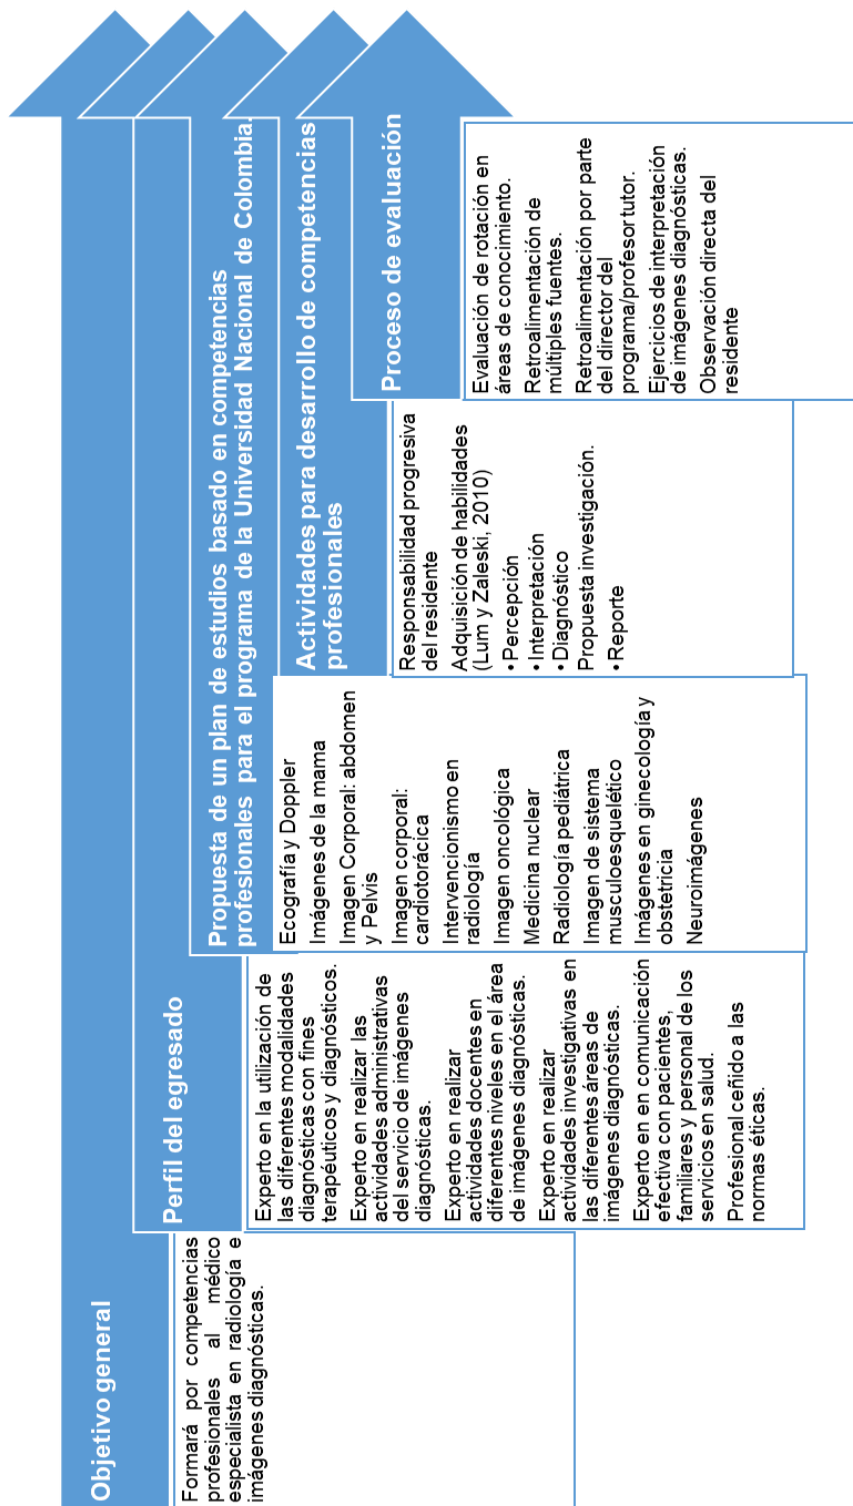 Objetivo general
Formará por competencias
profesionales al médico
especialista en radiología e
imágenes diagnósticas.
Perfil del egresado
Experto en la utilización de
las diferentes modalidades
diagnósticas con fines
terapéuticos y diagnósticos.
Experto en realizar las
actividades administrativas
del servicio de imágenes
diagnósticas.
Experto en realizar
actividades docentes en
diferentes niveles en el área
de imágenes diagnósticas.
Experto en realizar
actividades investigativas en
las diferentes áreas de
imágenes diagnósticas.
Experto en en comunicación
efectiva con pacientes,
familiares y personal de los
servicios en salud.
Profesional ceñido a las
normas éticas.
Propuesta de un plan de estudios basado en competencias
profesionales para el programa de la Universidad Nacional de Colombia.
Ecografía y Doppler
Imágenes de la mama
Imagen Corporal: abdomen
y Pelvis
Imagen corporal:
cardiotorácica
Intervencionismo en
radiología
Imagen oncológica
Medicina nuclear
Radiología pediátrica
Imagen de sistema
musculoesquelético
Imágenes en ginecología y
obstetricia
Neuroimágenes
Actividades para desarrollo de competencias
profesionales
Responsabilidad progresiva
del residente
Adquisición de habilidades
(Lum y Zaleski, 2010)
• Percepción
• Interpretación
• Diagnóstico
Propuesta investigación.
• Reporte
Proceso de evaluación
Evaluación de rotación en
áreas de conocimiento.
Retroalimentación de
múltiples fuentes.
Retroalimentación por parte
del director del
programa/profesor tutor.
Ejercicios de interpretación
de imágenes diagnósticas.
Observación directa del
residente